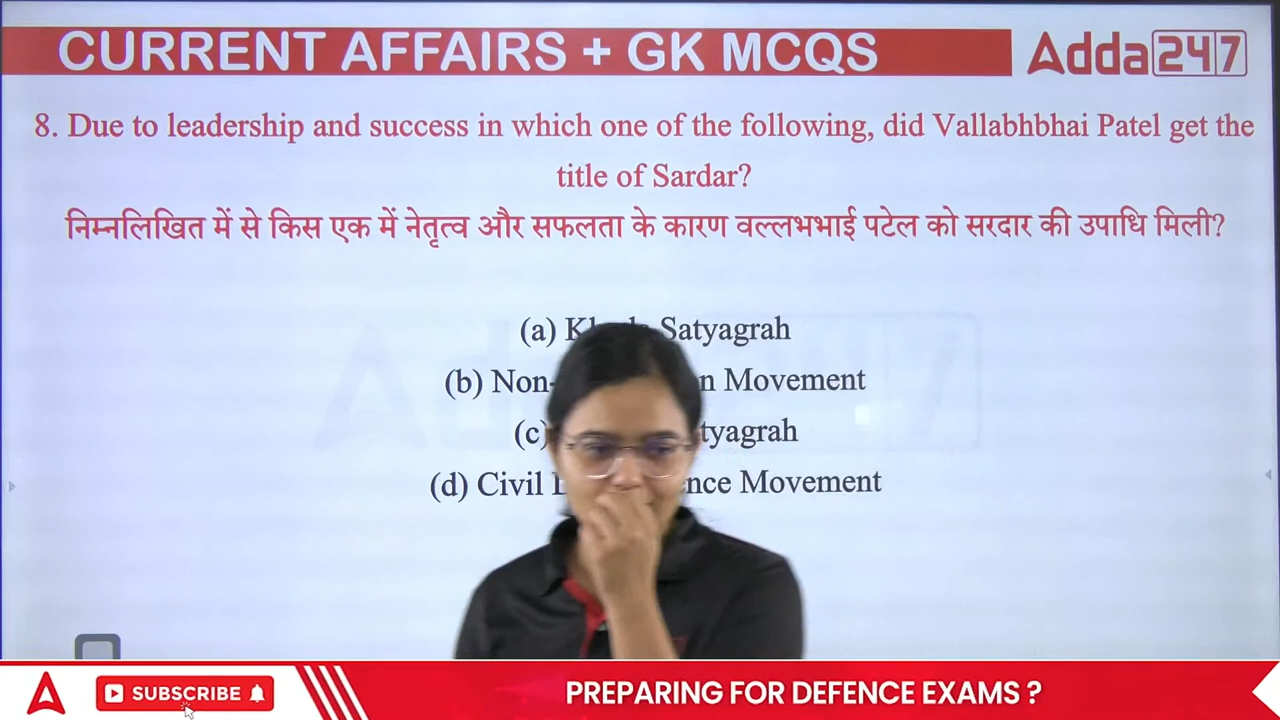 CURRENT AFFAIRS + GK MCQS
Adda247
8. Due to leadership and success in which one of the following, did Vallabhbhai Patel get the
title of Sardar?
निम्नलिखित में से किस एक में नेतृत्व और सफलता के कारण वल्लभभाई पटेल को सरदार की उपाधि मिली?
(a) Satyagrah
(b) Non- Movement
(c)
(d) Civil Movement
SUBSCRIBE
PREPARING FOR DEFENCE EXAMS ?